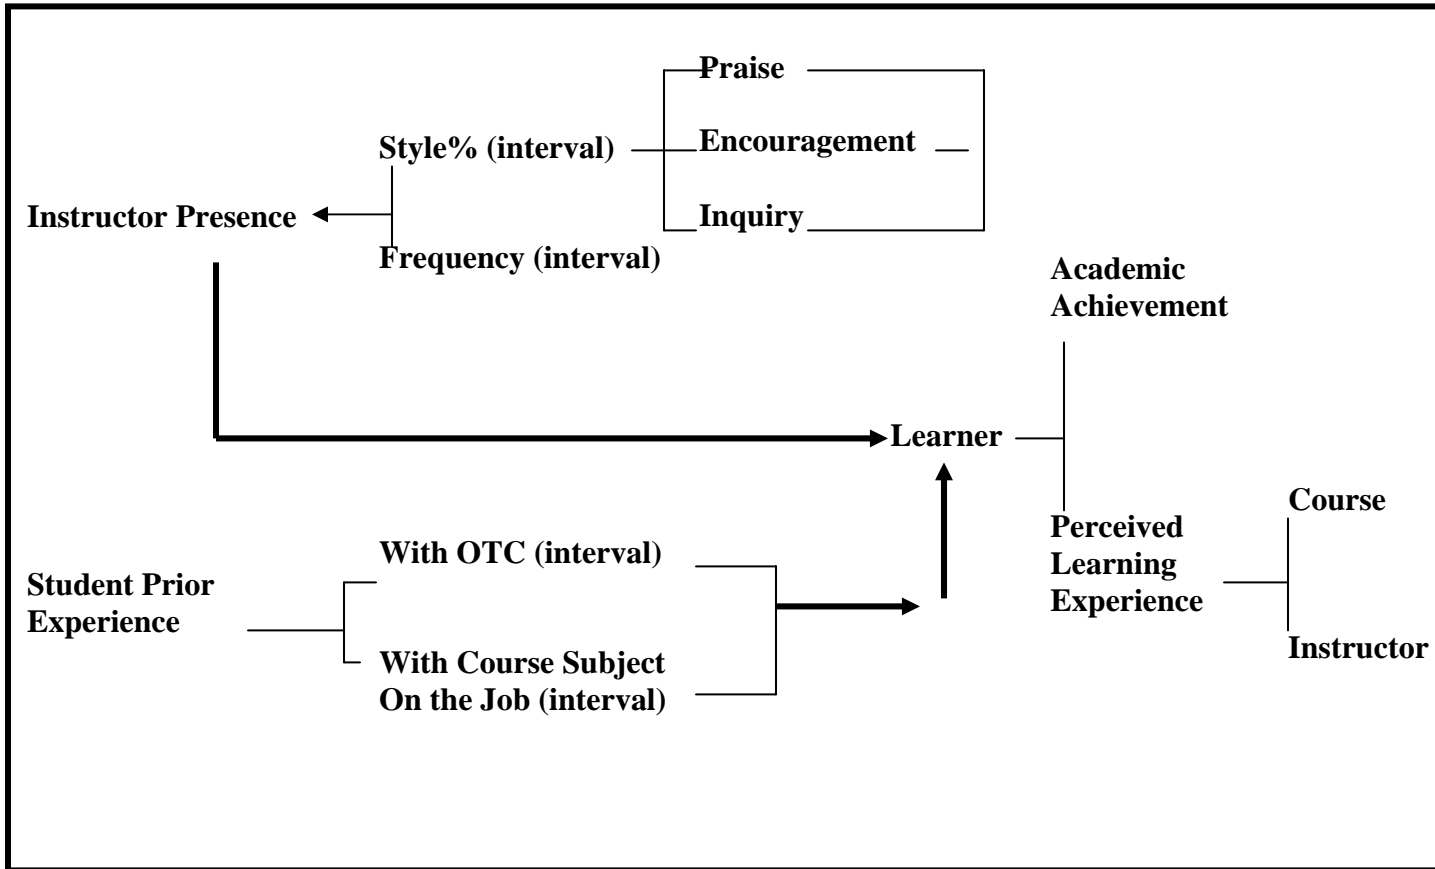 Praise
Style% (interval)
Encouragement
Instructor Presence
Inquiry
Frequency (interval)
Academic
Achievement
Learner
Course
Perceived
Learning
Experience
Instructor
With OTC (interval)
Student Prior
Experience
With Course Subject
On the Job (interval)